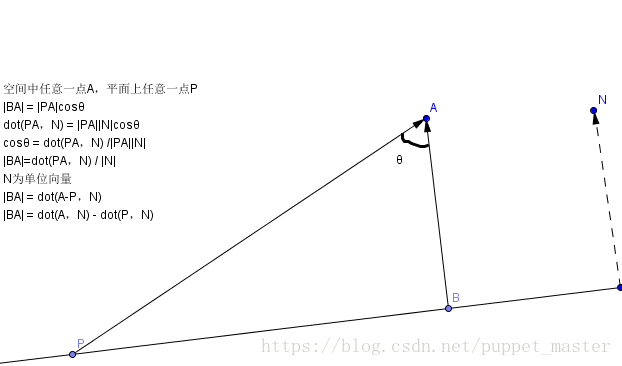 空间中任意一点A，平面上任意一点P
|BA| = |PA|cosθ
dot(PA，N) = |PA||N|cosθ
cosθ = dot(PA，N) /|PA||N|
|BA|=dot(PA，N) / |N|
N为单位向量
|BA| = dot(A-P，N)
|BA| = dot(A，N) - dot(P，N)
A
N
θ
B
P
https://blog.csdn.net/puppet_master